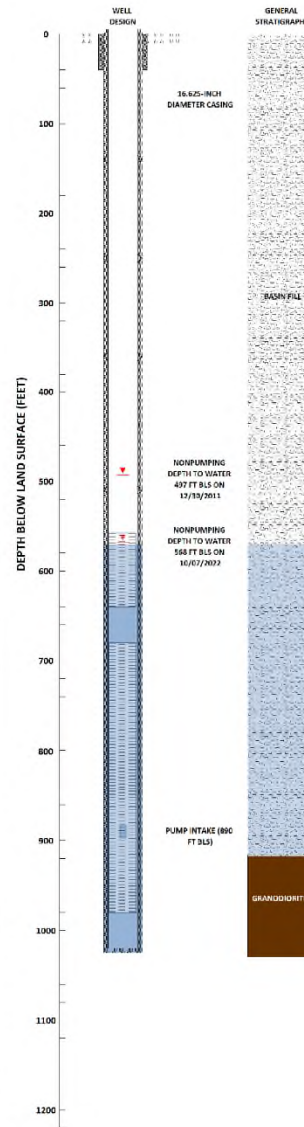 WELL
DESIGN
GENERAL
STRATIGRAPH
0
16.625-INCH
DIAMETER CASING
100
200
300
BASIN FILL
400
DEPTH BELOW LAND SURFACE (FEET)
NONPUMPING
DEPTH TO WATER
497 FT BLS ON
12/30/2011
500
NONPUMPING
DEPTH TO WATER
568 FT BLS ON
10/07/2022
600
700
800
PUMP INTAKE (890
FT BLS)
900
GRANODIORIT
1000
1100
1200